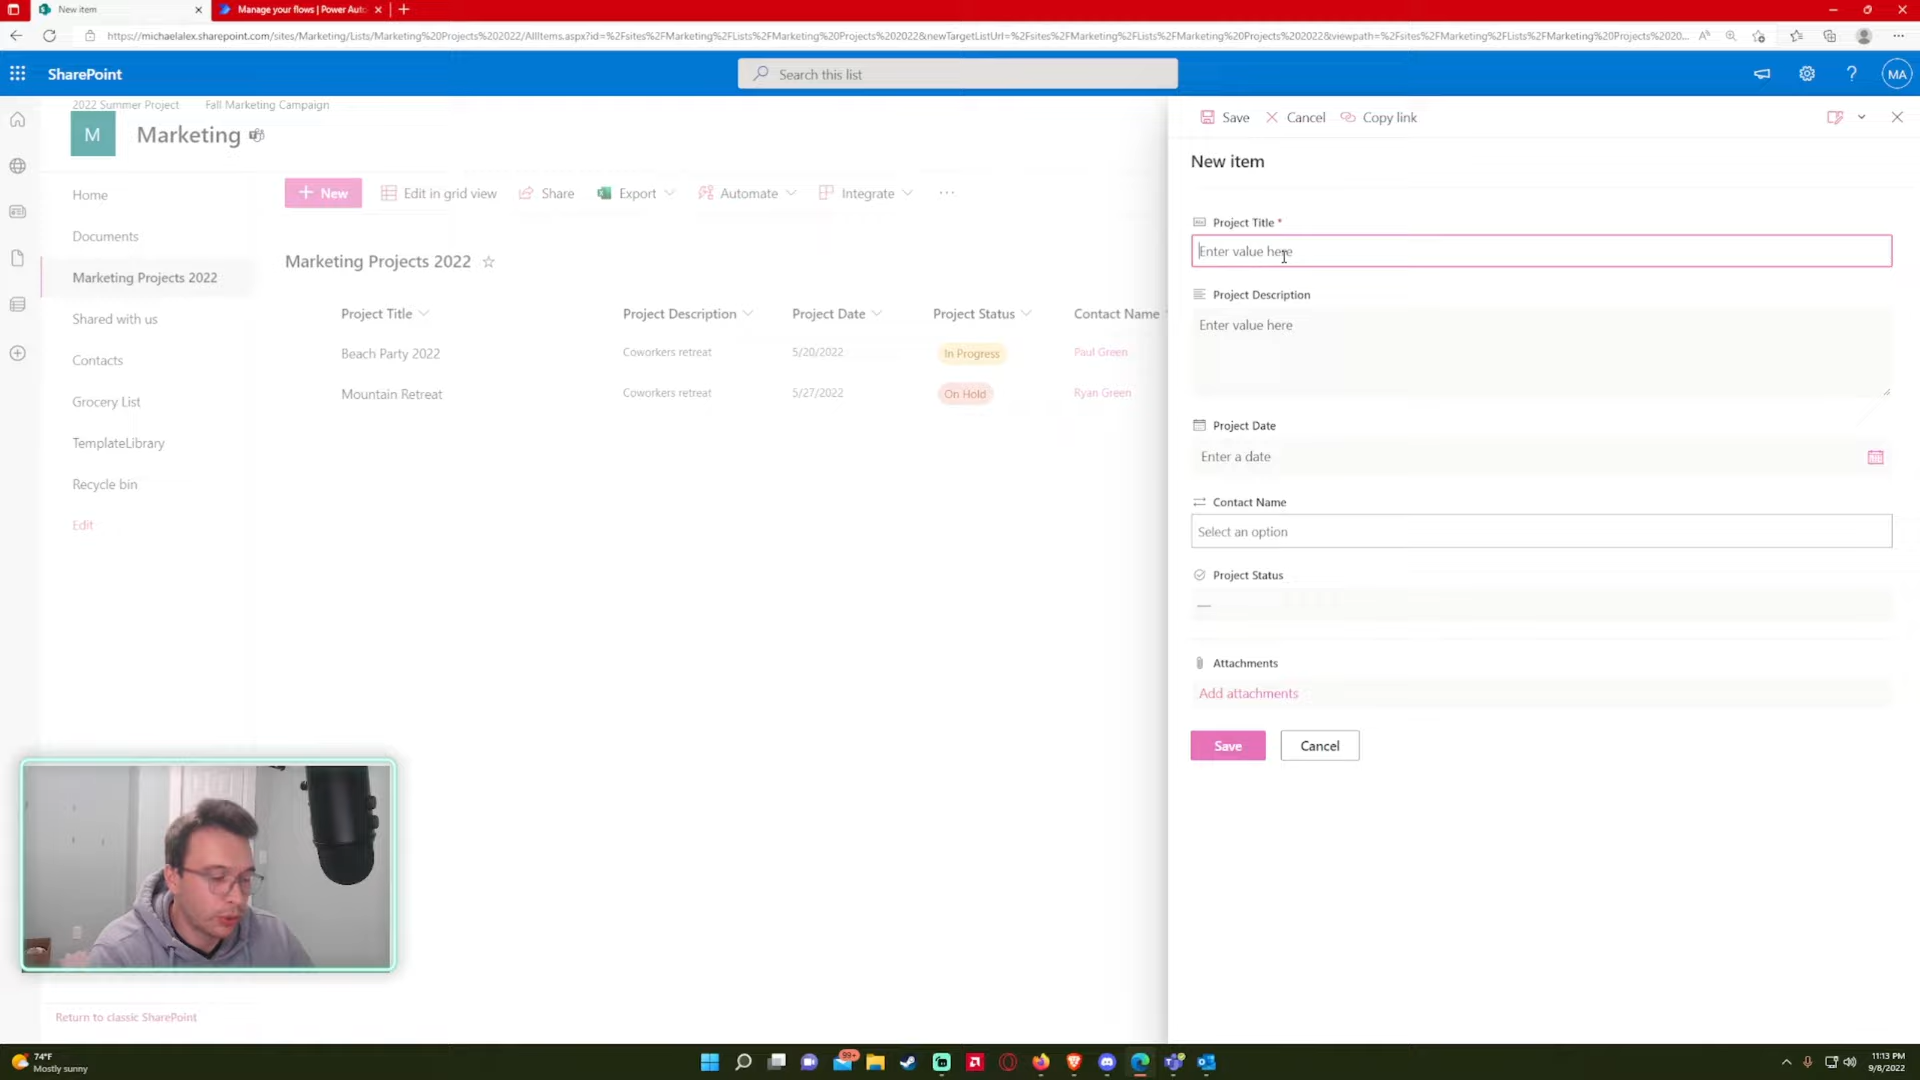 New item
Manage your flows | Power Auto
https://michaelalex.sharepoint.com/sites/Marketing/Lists/Marketing%20Projects%202022/AllItems.aspx?id=%2Fsites%2FMarketing%2FLists%2FMarketing%20Projects%202022&newTargetListUrl=%2Fsites%2FMarketing%2FLists%2FMarketing%20Projects%202022&viewpath=%2Fsites%2FMarketing%2FLists%2FMarketing%20Projects%2020...
SharePoint
Search this list
MA
2022 Summer Project
Fall Marketing Campaign
M
Marketing
Home
Documents
Marketing Projects 2022
Shared with us
Contacts
Grocery List
TemplateLibrary
Recycle bin
Edit
Return to classic SharePoint
New
Edit in grid view
Share
Export
Automate
Integrate
Marketing Projects 2022
Project Title
Project Description
Project Date
Project Status
Contact Name
Beach Party 2022
Coworkers retreat
5/20/2022
In Progress
Paul Green
Mountain Retreat
Coworkers retreat
5/27/2022
On Hold
Ryan Green
Save
Cancel
Copy link
New item
Project Title *
Enter value here
Project Description
Enter value here
Project Date
Enter a date
Contact Name
Select an option
Project Status
—
Attachments
Add attachments
Save
Cancel
74°F
Mostly sunny
99+
11:13 PM
9/8/2022